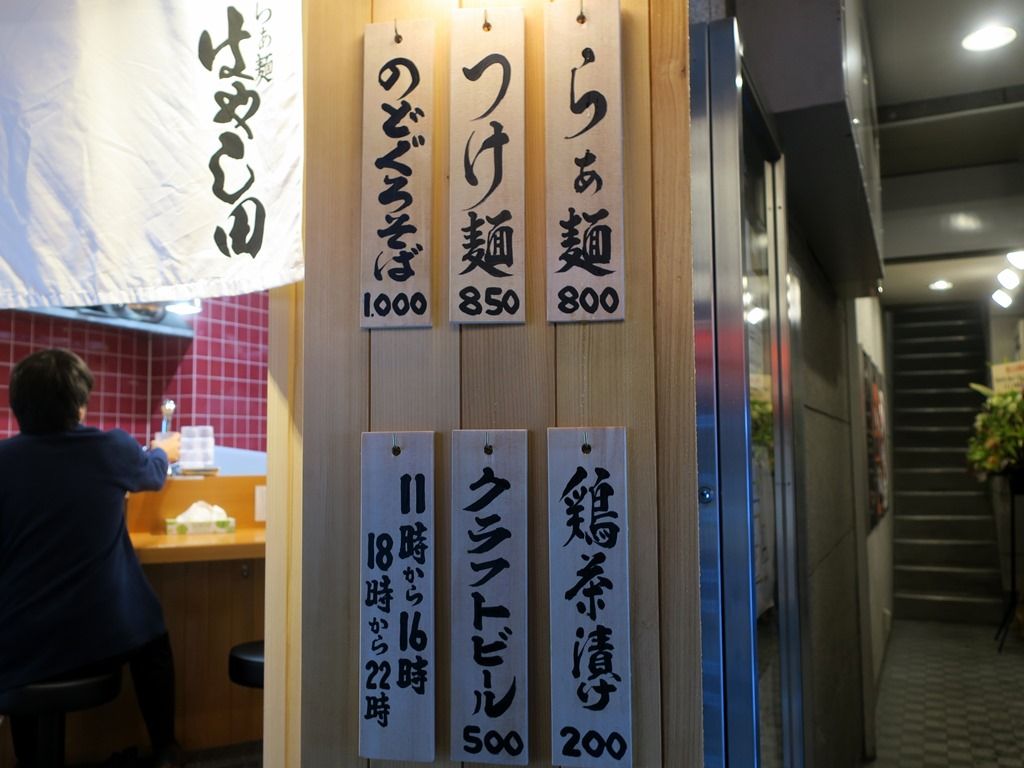 らぁ麺
はやし田
らぁ麺
800
つけ麺
850
のどぐろそば
1.000
鶏茶漬け
200
クラフトビール
500
11時から16時
18時から22時